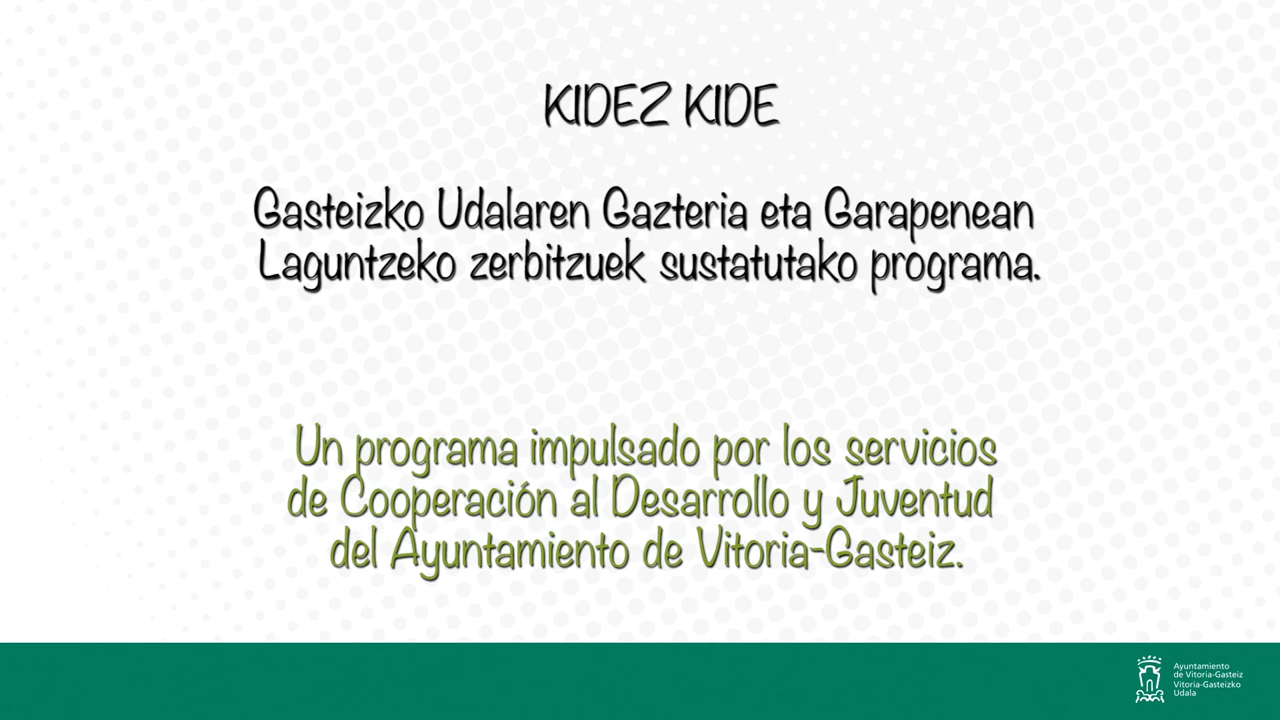 KIDEZ KIDE
Gasteizko Udalaren Gazteria eta Garapenean
Laguntzeko zerbitzuek sustatutako programa.
Un programa impulsado por los servicios
de Cooperación al Desarrollo y Juventud
del Ayuntamiento de Vitoria-Gasteiz.
Ayuntamiento
de Vitoria-Gasteiz
Vitoria-Gasteizko
Udala